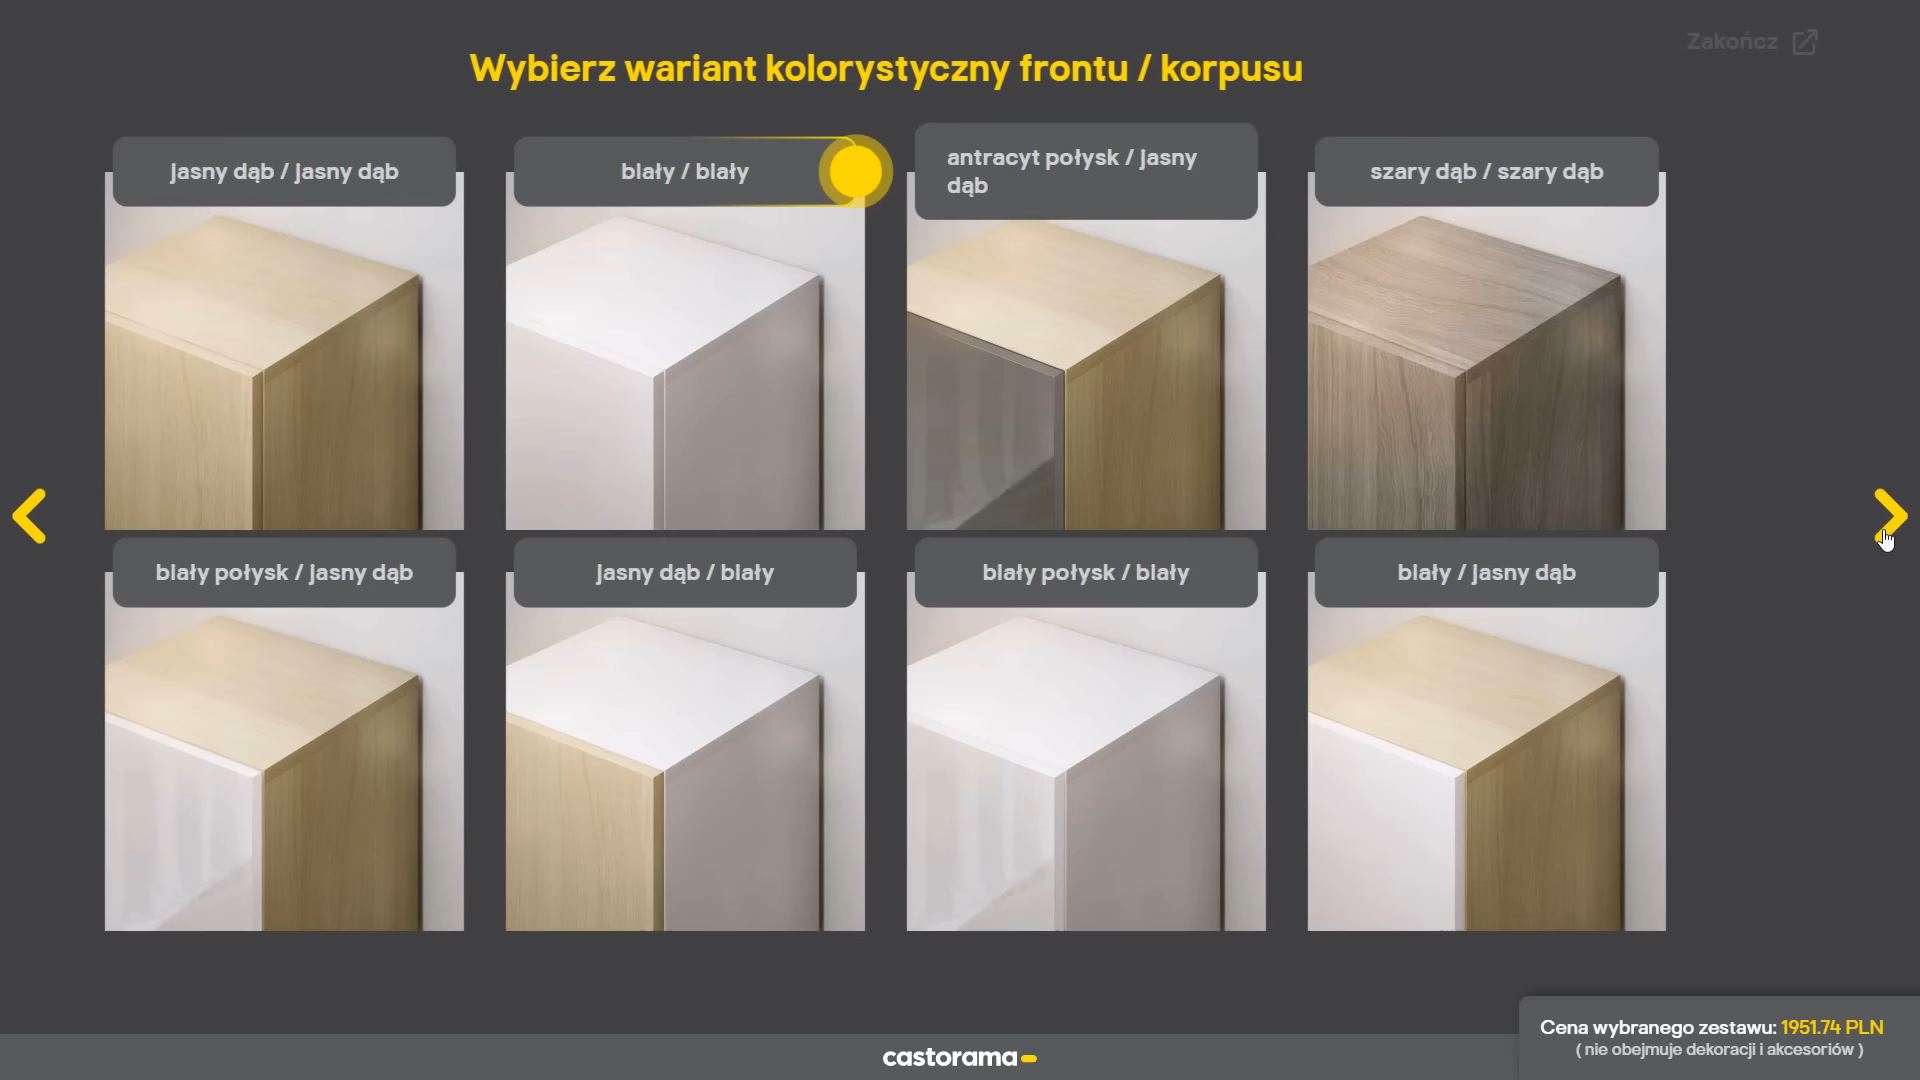 Zakończ
Wybierz wariant kolorystyczny frontu / korpusu
jasny dąb / jasny dąb
biały / biały
antracyt połysk / jasny
dąb
szary dąb / szary dąb
biały połysk / jasny dąb
jasny dąb / biały
biały połysk / biały
biały / jasny dąb
Cena wybranego zestawu: 1951.74 PLN
( nie obejmuje dekoracji i akcesoriów )
castorama